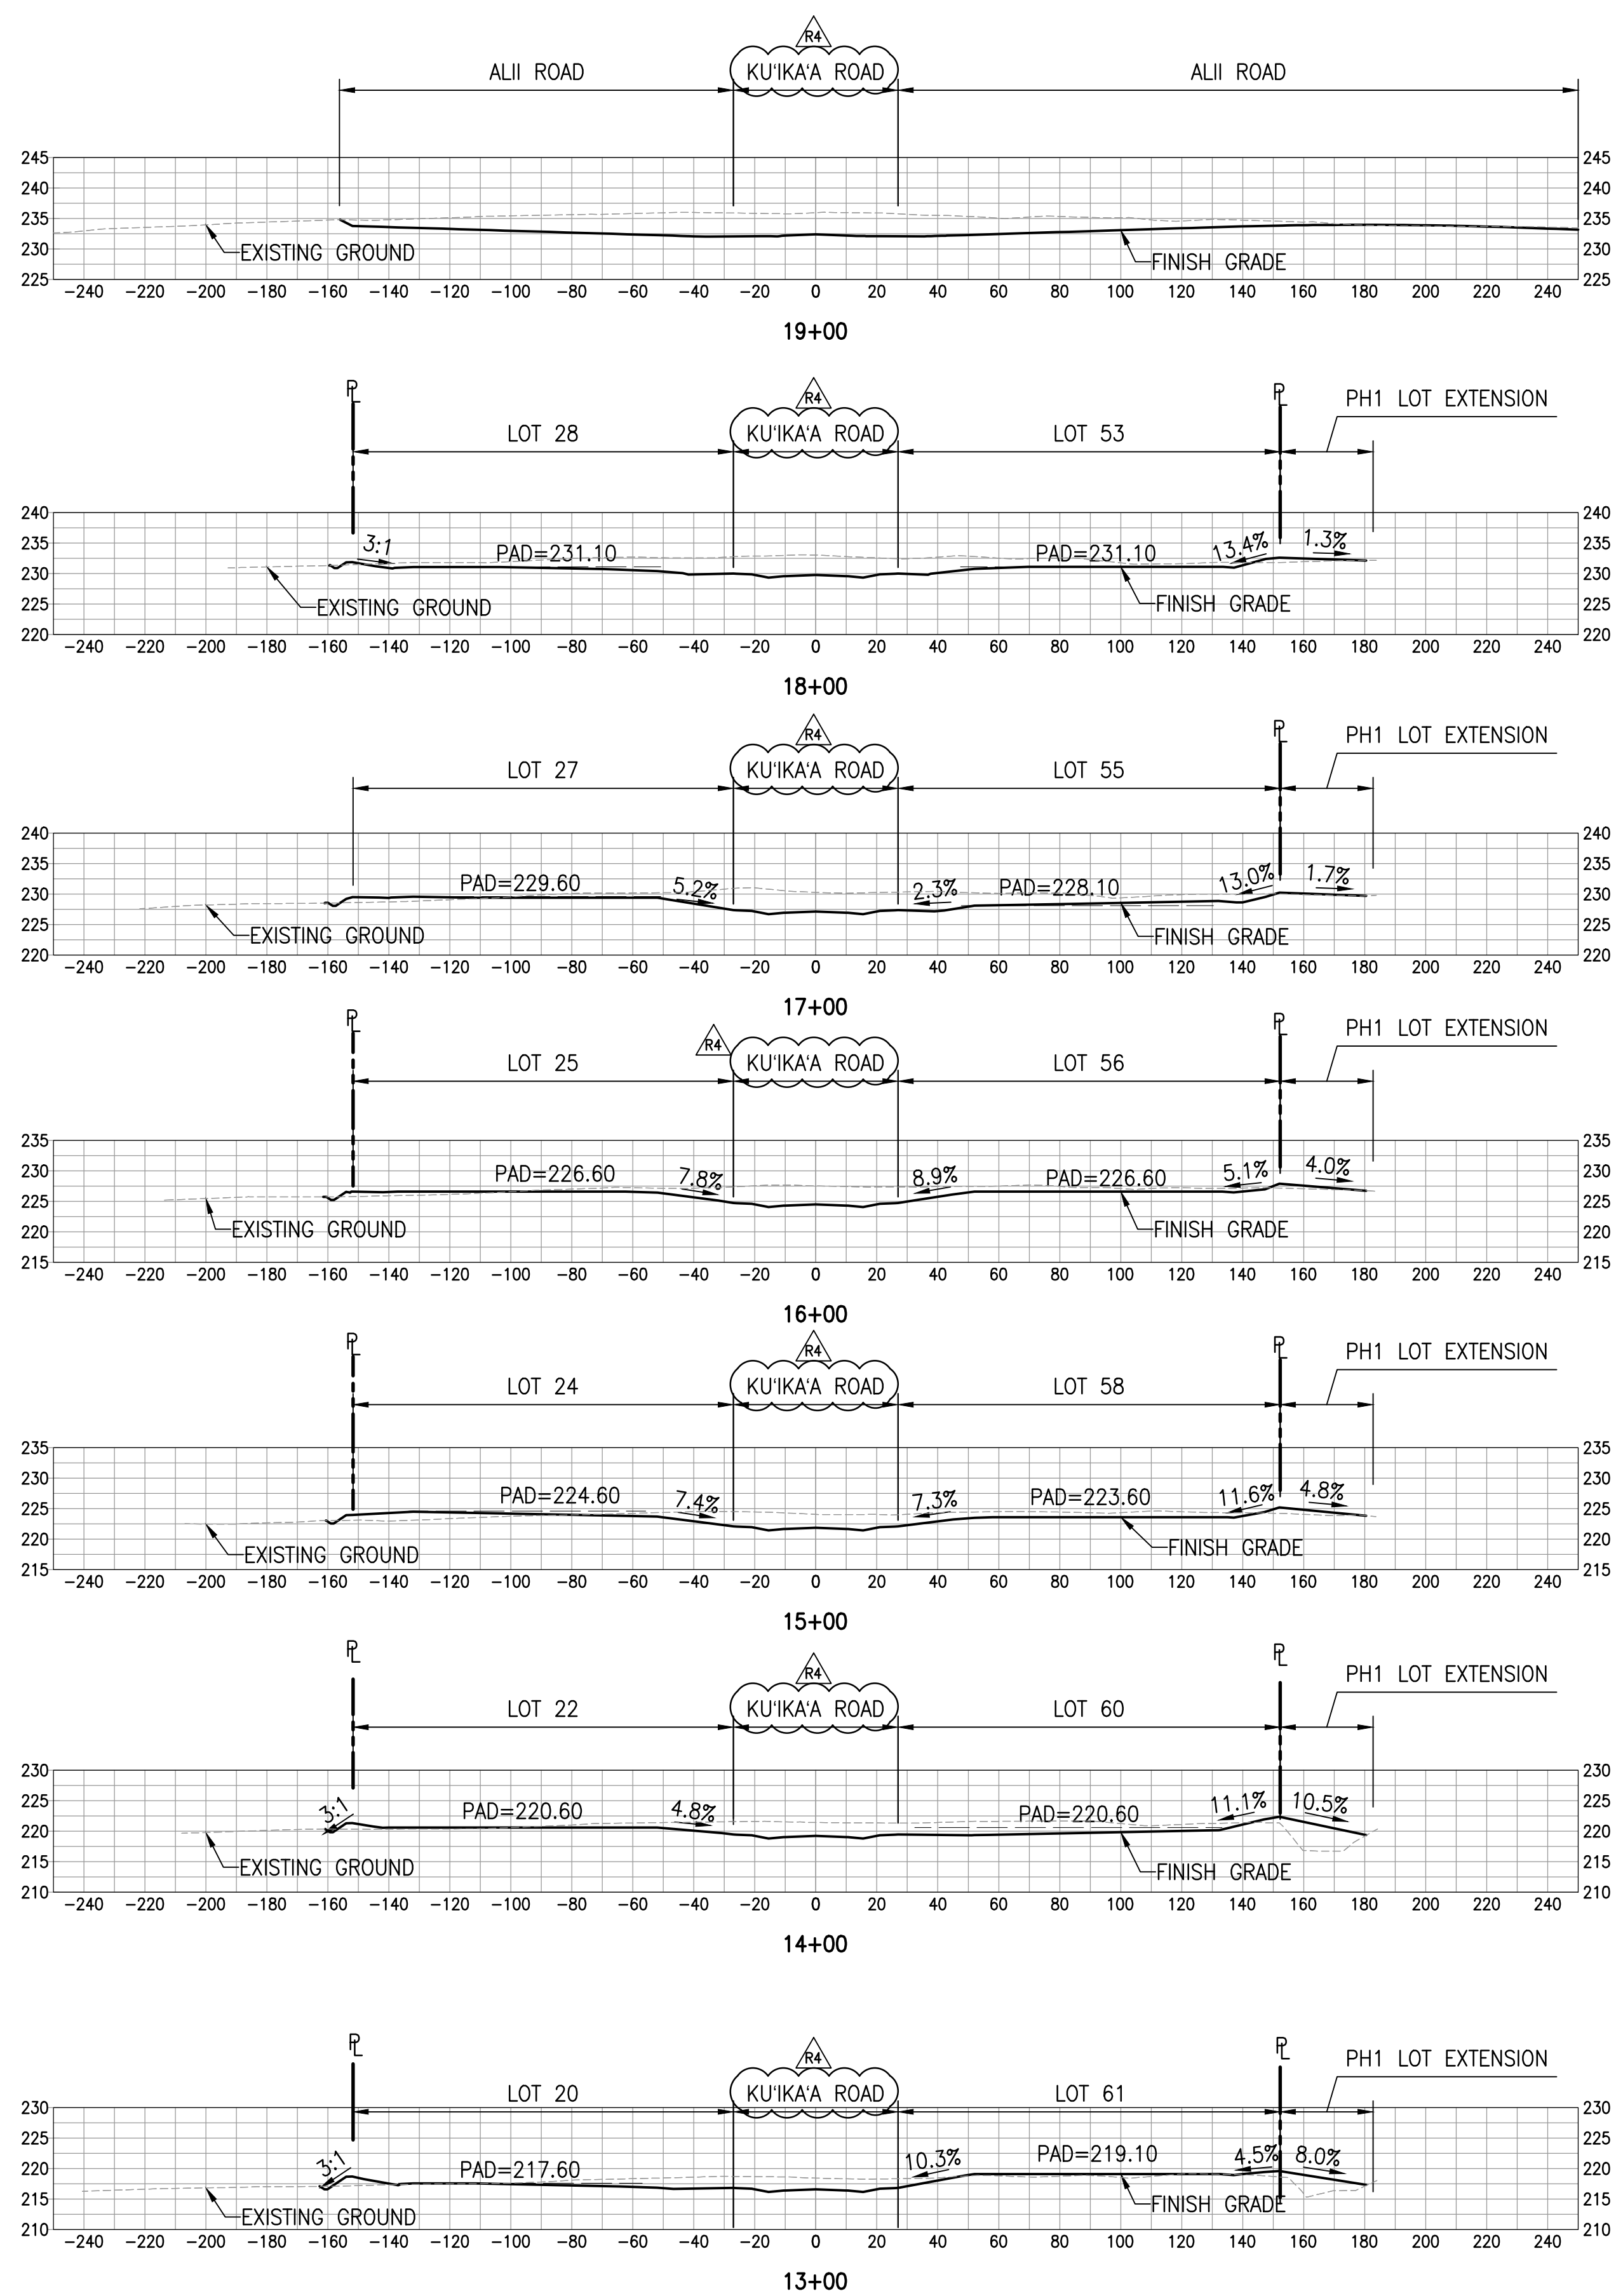 R4
ALII ROAD KU'IKA'A ROAD ALII ROAD
245 245
240 240
235 235
230 230
EXISTING GROUND FINISH GRADE
225 225
-240 -220 -200 -180 -160 -140 -120 -100 -80 -60 -40 -20 0 20 40 60 80 100 120 140 160 180 200 220 240
19+00
PL R4 PL PH1 LOT EXTENSION
LOT 28 KU'IKA'A ROAD LOT 53
240 240
235 3:1 PAD=231.10 PAD=231.10 13.4% 1.3% 235
230 230
225 EXISTING GROUND FINISH GRADE 225
220 220
-240 -220 -200 -180 -160 -140 -120 -100 -80 -60 -40 -20 0 20 40 60 80 100 120 140 160 180 200 220 240
18+00
R4 PL PH1 LOT EXTENSION
LOT 27 KU'IKA'A ROAD LOT 55
240 240
235 235
230 PAD=229.60 5.2% 2.3% PAD=228.10 13.0% 1.7% 230
225 225
EXISTING GROUND FINISH GRADE
220 220
-240 -220 -200 -180 -160 -140 -120 -100 -80 -60 -40 -20 0 20 40 60 80 100 120 140 160 180 200 220 240
17+00
PL R4 PL PH1 LOT EXTENSION
LOT 25 KU'IKA'A ROAD LOT 56
235 235
230 PAD=226.60 7.8% 8.9% PAD=226.60 5.1% 4.0% 230
225 225
220 EXISTING GROUND FINISH GRADE 220
215 215
-240 -220 -200 -180 -160 -140 -120 -100 -80 -60 -40 -20 0 20 40 60 80 100 120 140 160 180 200 220 240
16+00
PL R4 PL PH1 LOT EXTENSION
LOT 24 KU'IKA'A ROAD LOT 58
235 235
230 230
225 PAD=224.60 7.4% 7.3% PAD=223.60 11.6% 4.8% 225
220 220
EXISTING GROUND FINISH GRADE
215 215
-240 -220 -200 -180 -160 -140 -120 -100 -80 -60 -40 -20 0 20 40 60 80 100 120 140 160 180 200 220 240
15+00
PL R4 PL PH1 LOT EXTENSION
LOT 22 KU'IKA'A ROAD LOT 60
230 230
225 225
3:1 PAD=220.60 4.8% PAD=220.60 11.1% 10.5%
220 220
215 215
EXISTING GROUND FINISH GRADE
210 210
-240 -220 -200 -180 -160 -140 -120 -100 -80 -60 -40 -20 0 20 40 60 80 100 120 140 160 180 200 220 240
14+00
PL R4 PL PH1 LOT EXTENSION
LOT 20 KU'IKA'A ROAD LOT 61
230 230
225 225
3:1 PAD=217.60 10.3% PAD=219.10 4.5% 8.0%
220 220
215 215
EXISTING GROUND FINISH GRADE
210 210
-240 -220 -200 -180 -160 -140 -120 -100 -80 -60 -40 -20 0 20 40 60 80 100 120 140 160 180 200 220 240
13+00